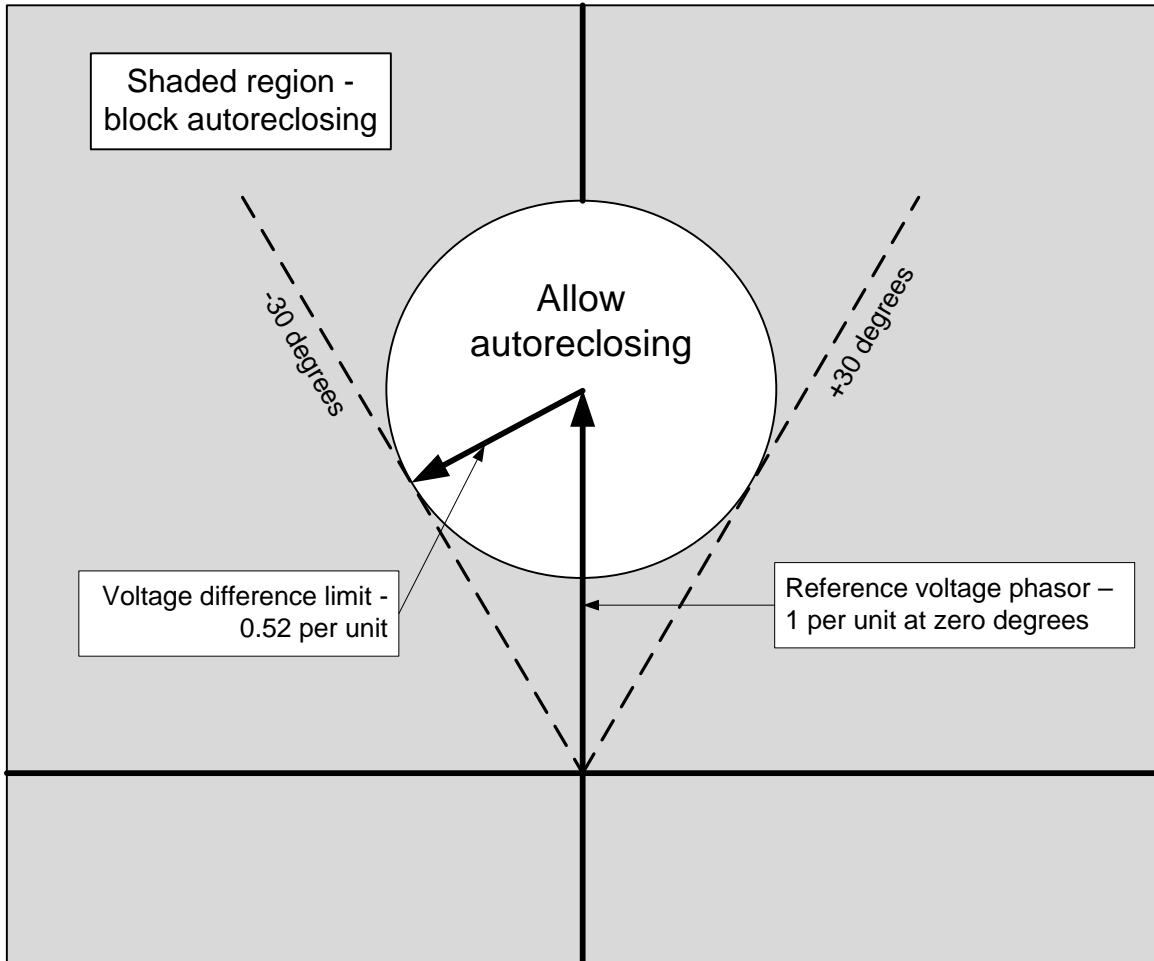 Shaded region -
block autoreclosing
-30 degrees
+30 degrees
Allow
autoreclosing
Voltage difference limit -
0.52 per unit
Reference voltage phasor –
1 per unit at zero degrees